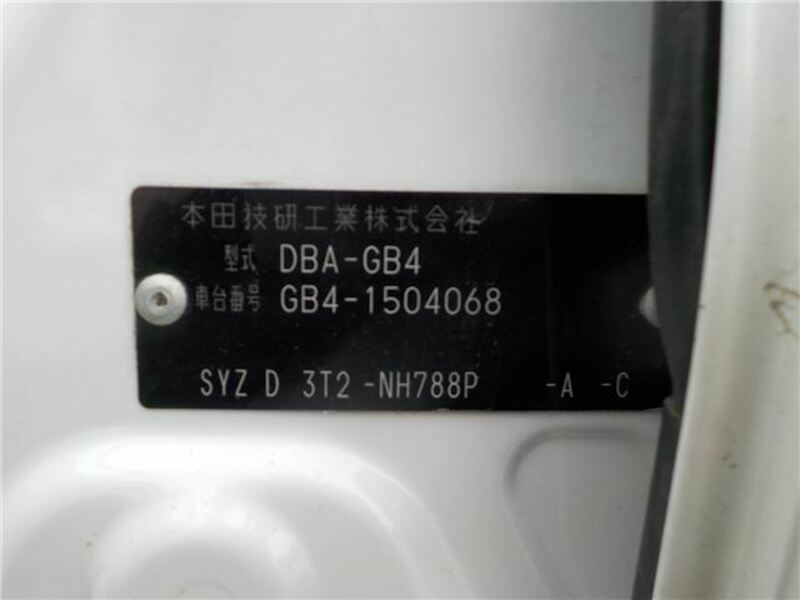 本田技研工業株式会社
型式 DBA-GB4
車台番号 GB4-1504068
SYZ D 3T2 -NH788P -A -C